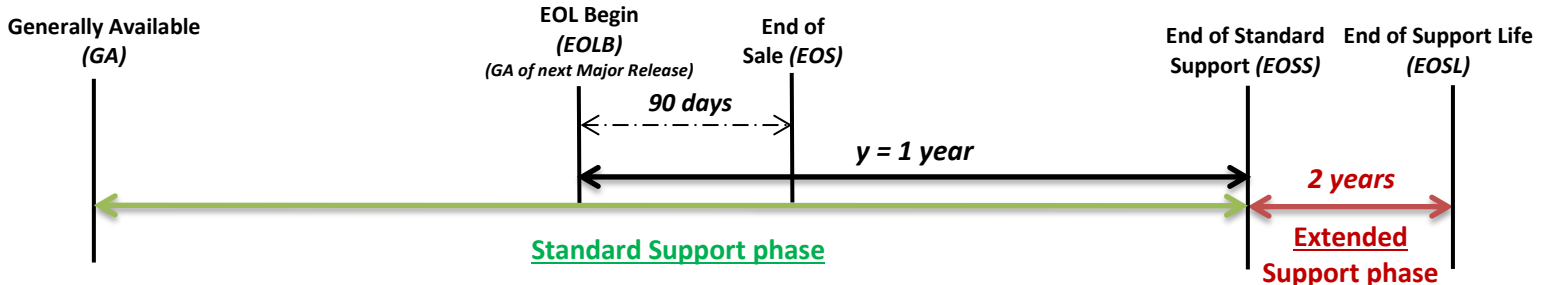 Generally Available
(GA)
EOL Begin
(EOLB)
(GA of next Major Release)
End of
Sale (EOS)
End of Standard
Support (EOSS)
End of Support Life
(EOSL)
90 days
y = 1 year
2 years
Standard Support phase
Extended
Support phase